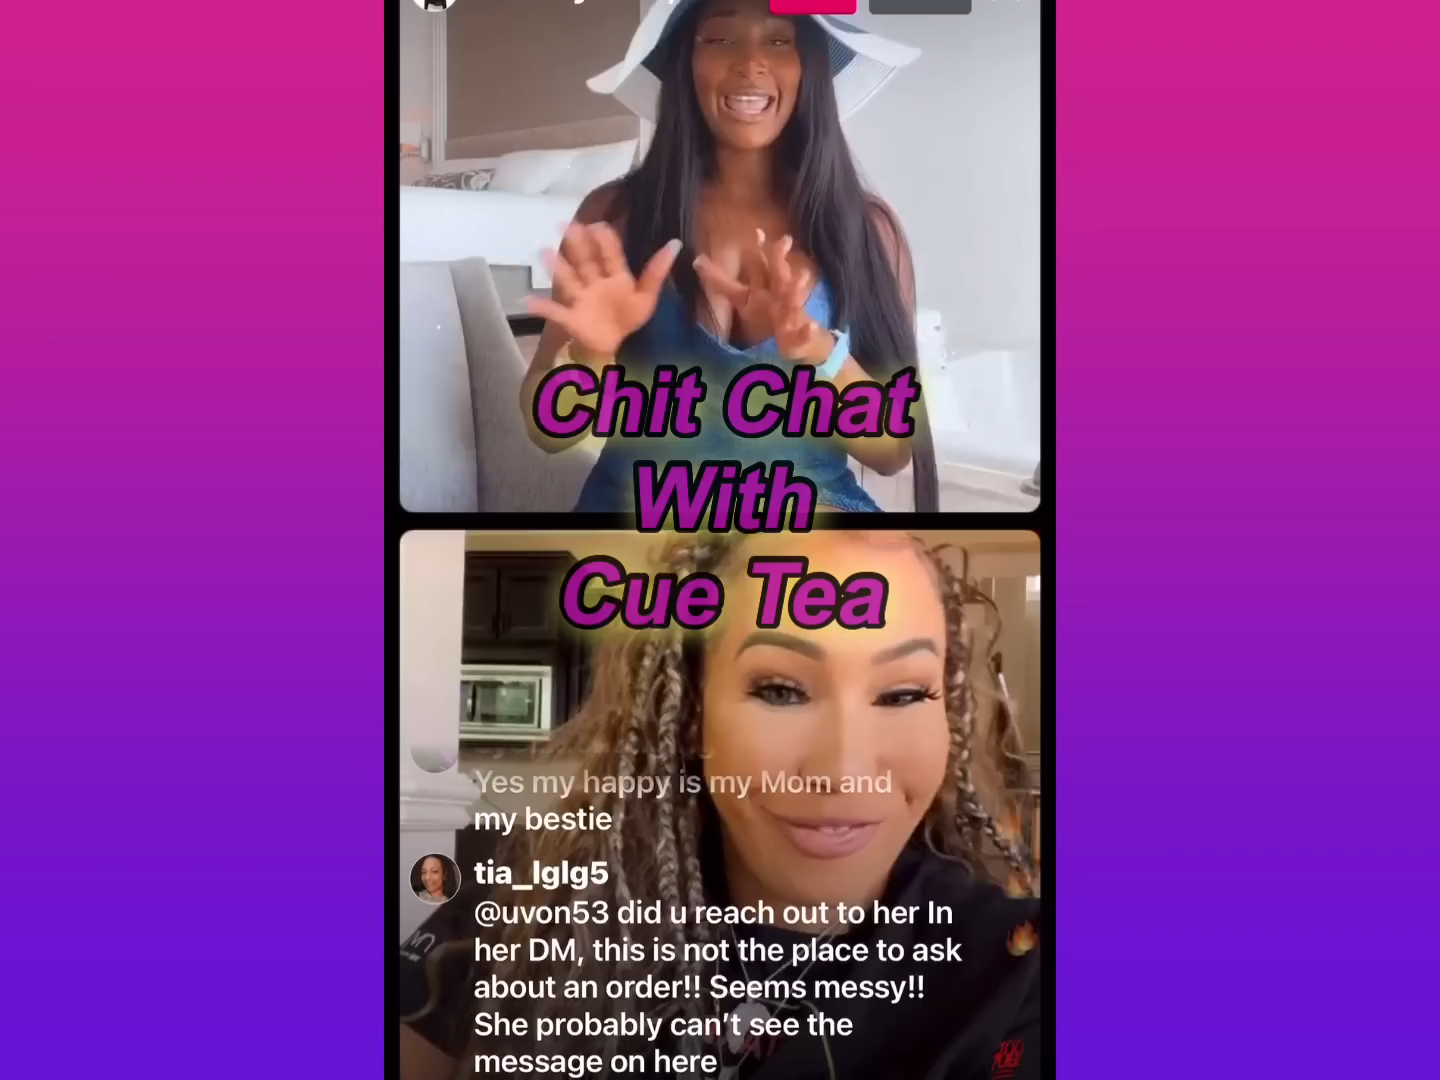 Chit Chat
With
Cue Tea
Yes my happy is my Mom and
my bestie
tia_lglg5
@uvon53 did u reach out to her In
her DM, this is not the place to ask
about an order!! Seems messy!!
She probably can't see the
message on here